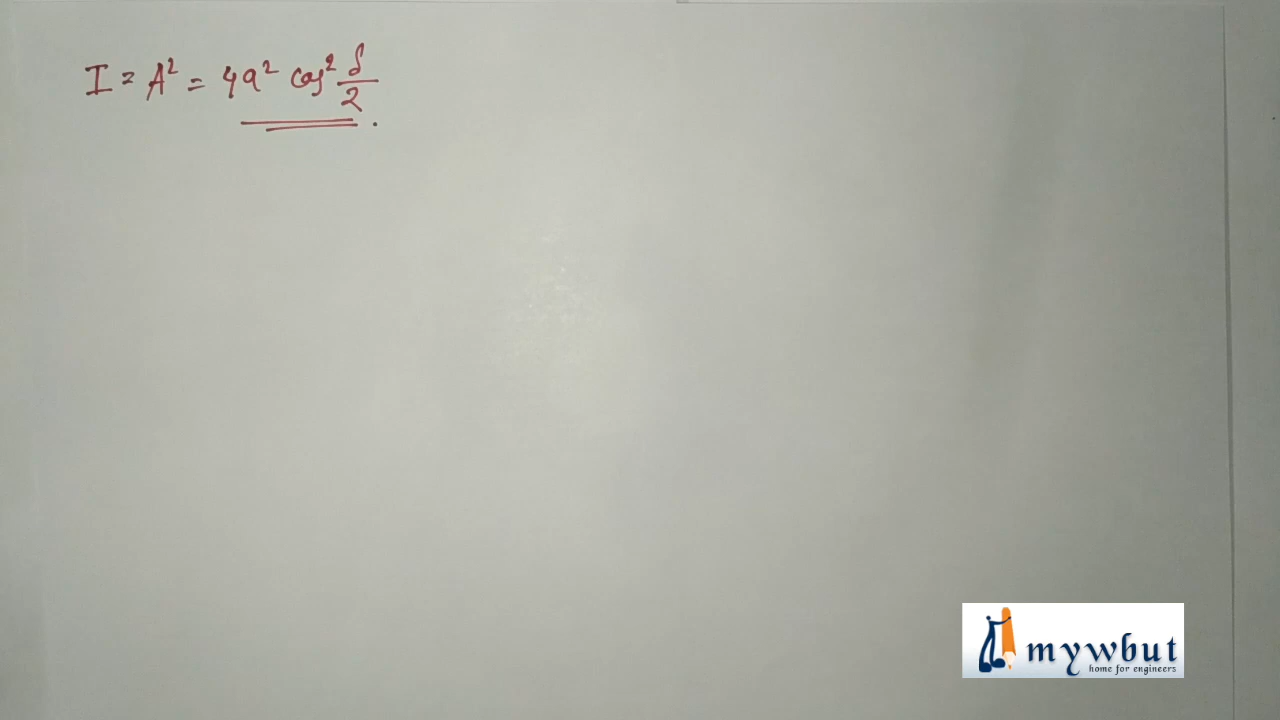 I = A² = 4a² cos² δ/2.
mywbut
home for engineers